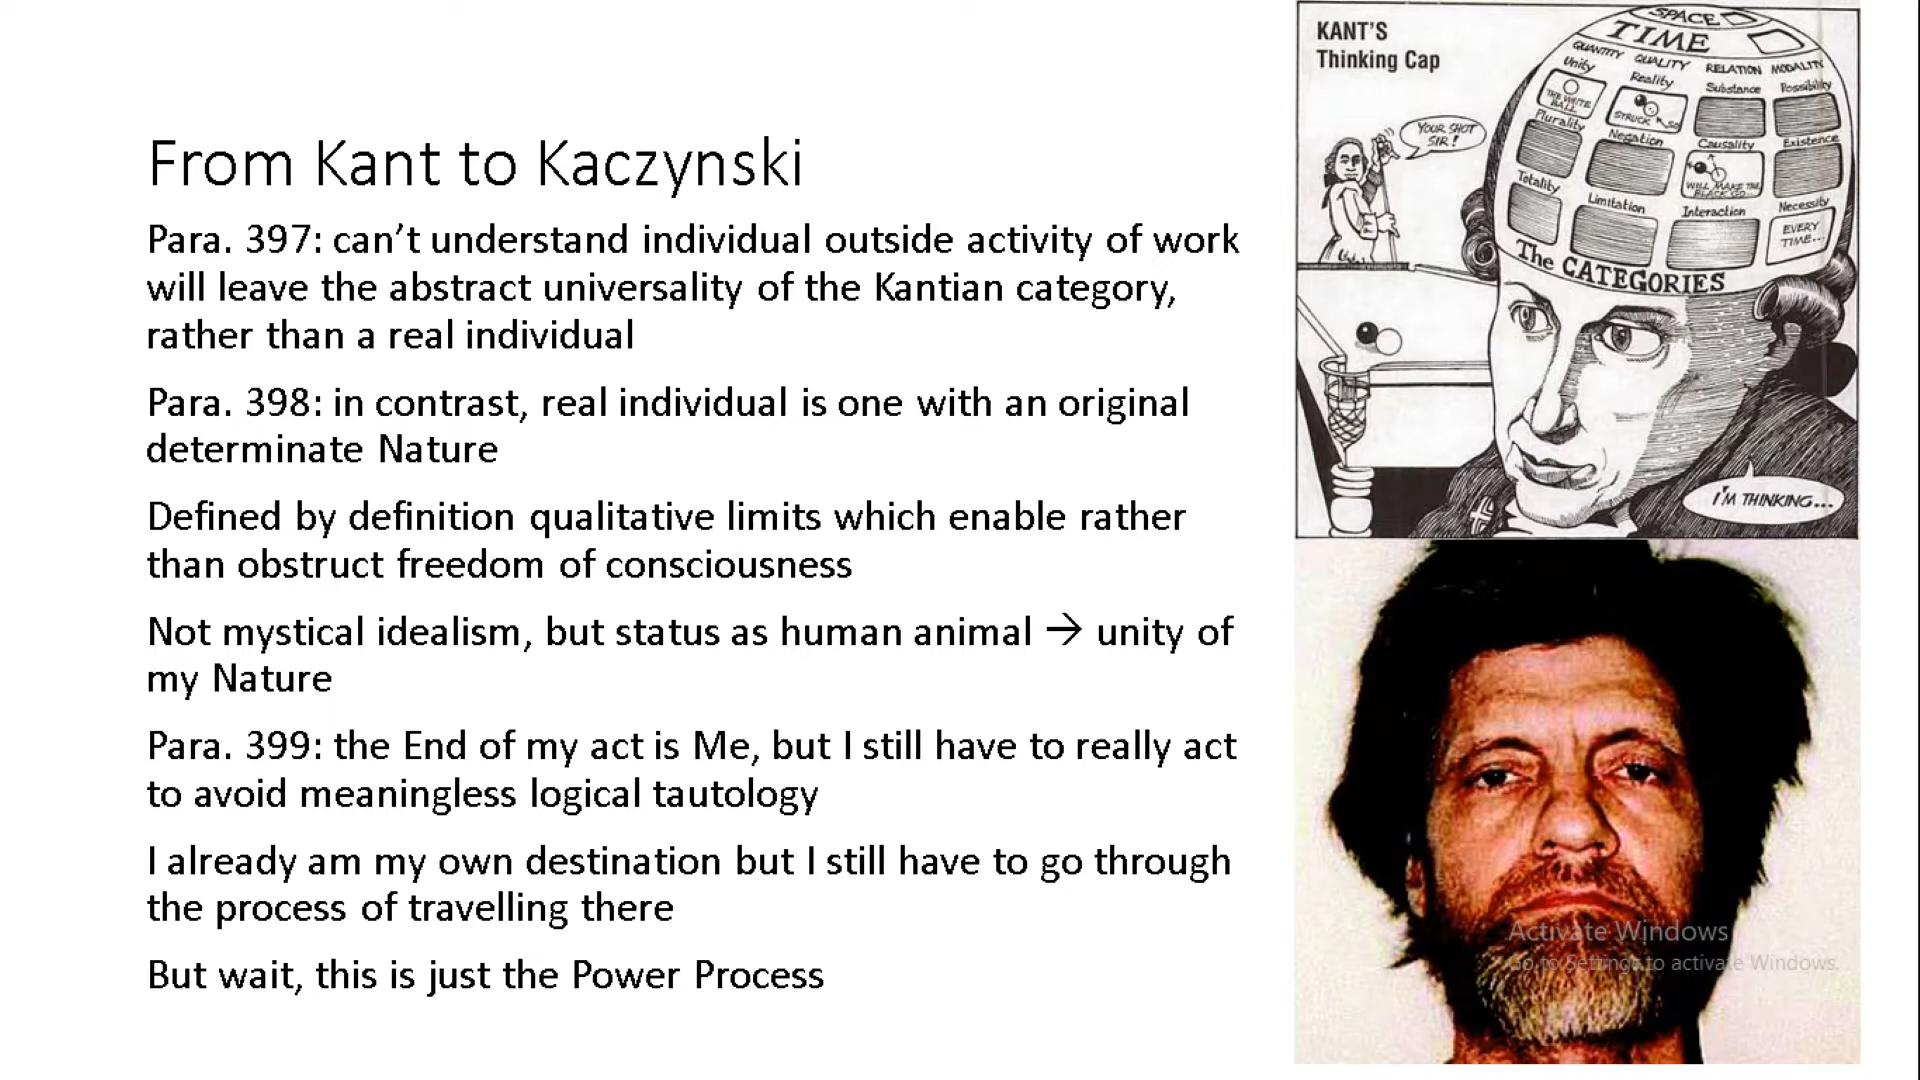 From Kant to Kaczynski
Para. 397: can’t understand individual outside activity of work
will leave the abstract universality of the Kantian category,
rather than a real individual
Para. 398: in contrast, real individual is one with an original
determinate Nature
Defined by definition qualitative limits which enable rather
than obstruct freedom of consciousness
Not mystical idealism, but status as human animal → unity of
my Nature
Para. 399: the End of my act is Me, but I still have to really act
to avoid meaningless logical tautology
I already am my own destination but I still have to go through
the process of travelling there
But wait, this is just the Power Process
KANT'S
Thinking Cap
YOUR SHOT
SIR!
SPACE
TIME
QUANTITY QUALITY RELATION MODALITY
Unity Reality Substance Possibility
THE WHITE
BALL
STRUCK SO
Plurality Negation Causality Existence
WILL MAKE THE
BLACK GO...
Totality Limitation Interaction Necessity
EVERY
TIME...
The CATEGORIES
I'M THINKING...
Activate Windows
Go to Settings to activate Windows.